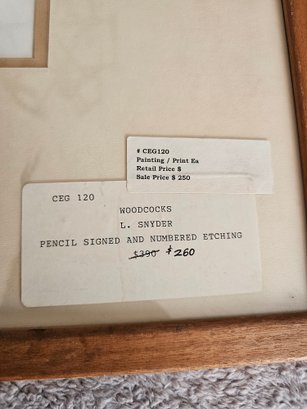 # CEG120
Painting / Print Ea
Retail Price $
Sale Price $ 250
CEG 120
WOODCOCKS
L. SNYDER
PENCIL SIGNED AND NUMBERED ETCHING
$390 $260